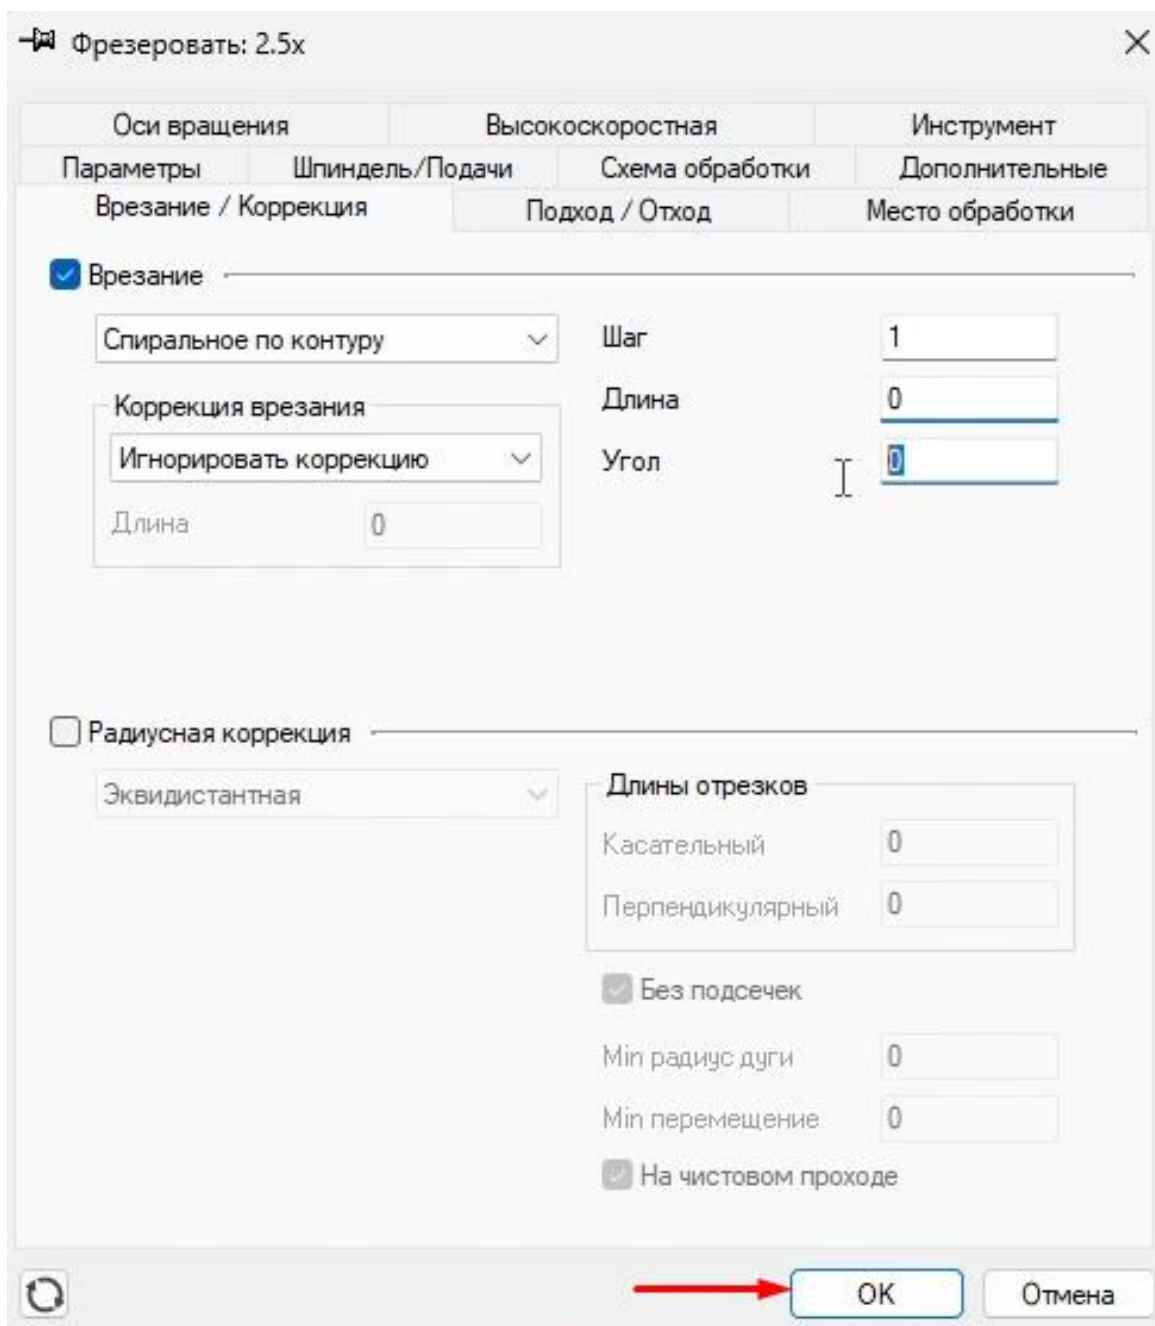 Фрезеровать: 2.5x
Оси вращения Высокоскоростная Инструмент
Параметры Шпиндель/Подачи Схема обработки Дополнительные
Врезание / Коррекция Подход / Отход Место обработки
Врезание
Спиральное по контуру Шаг 1
Коррекция врезания Длина 0
Игнорировать коррекцию Угол 0
Длина 0
Радиусная коррекция
Эквидистантная Длины отрезков
Касательный 0
Перпендикулярный 0
Без подсечек
Min радиус дуги 0
Min перемещение 0
На чистовом проходе
OK Отмена